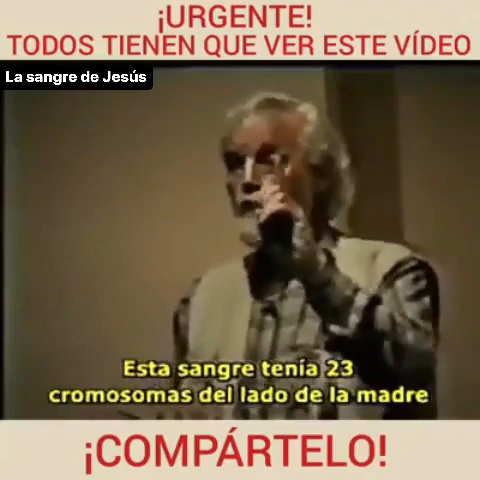 ¡URGENTE!
TODOS TIENEN QUE VER ESTE VÍDEO
La sangre de Jesús
Esta sangre tenía 23
cromosomas del lado de la madre
¡COMPÁRTELO!